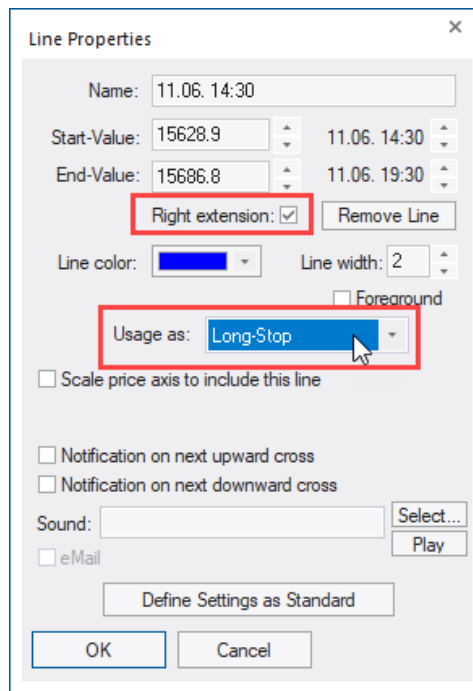 Line Properties
Name: 11.06. 14:30
Start-Value: 15628.9 11.06. 14:30
End-Value: 15686.8 11.06. 19:30
Right extension: Remove Line
Line color: Line width: 2
Foreground
Usage as: Long-Stop
Scale price axis to include this line
Notification on next upward cross
Notification on next downward cross
Sound: Select...
Play
eMail
Define Settings as Standard
OK Cancel